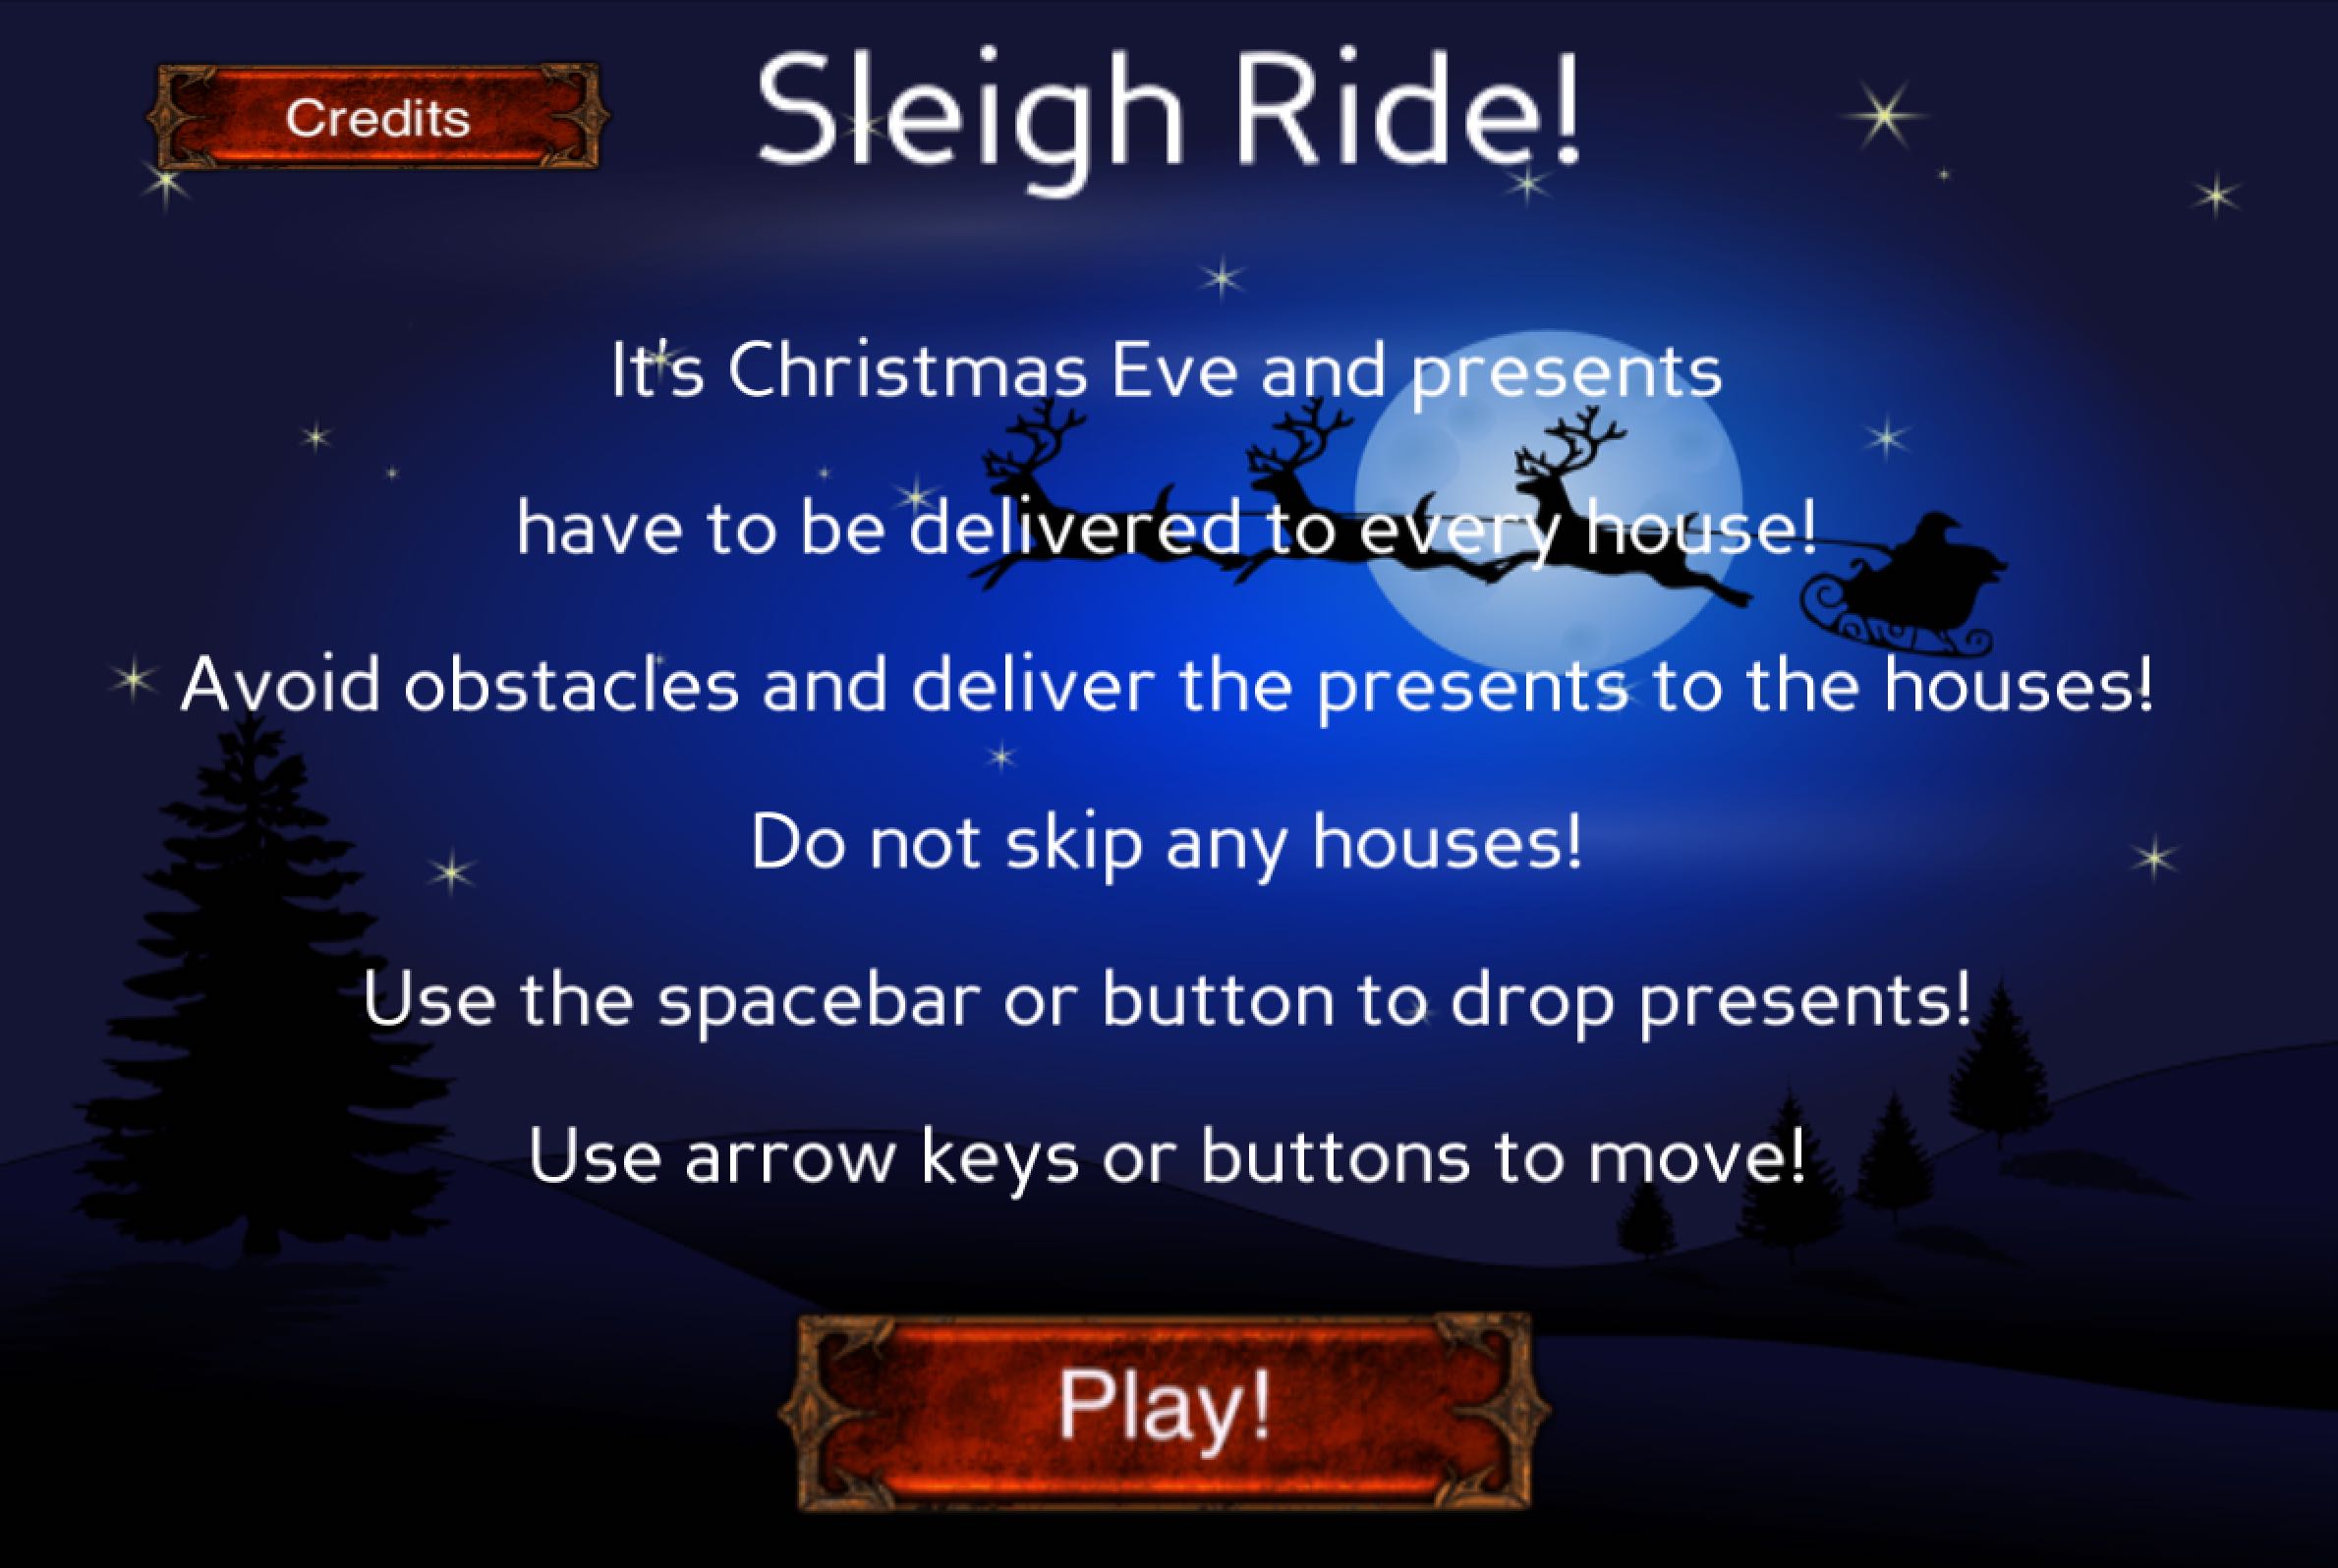 Credits
Sleigh Ride!
It's Christmas Eve and presents
have to be delivered to every house!
Avoid obstacles and deliver the presents to the houses!
Do not skip any houses!
Use the spacebar or button to drop presents!
Use arrow keys or buttons to move!
Play!